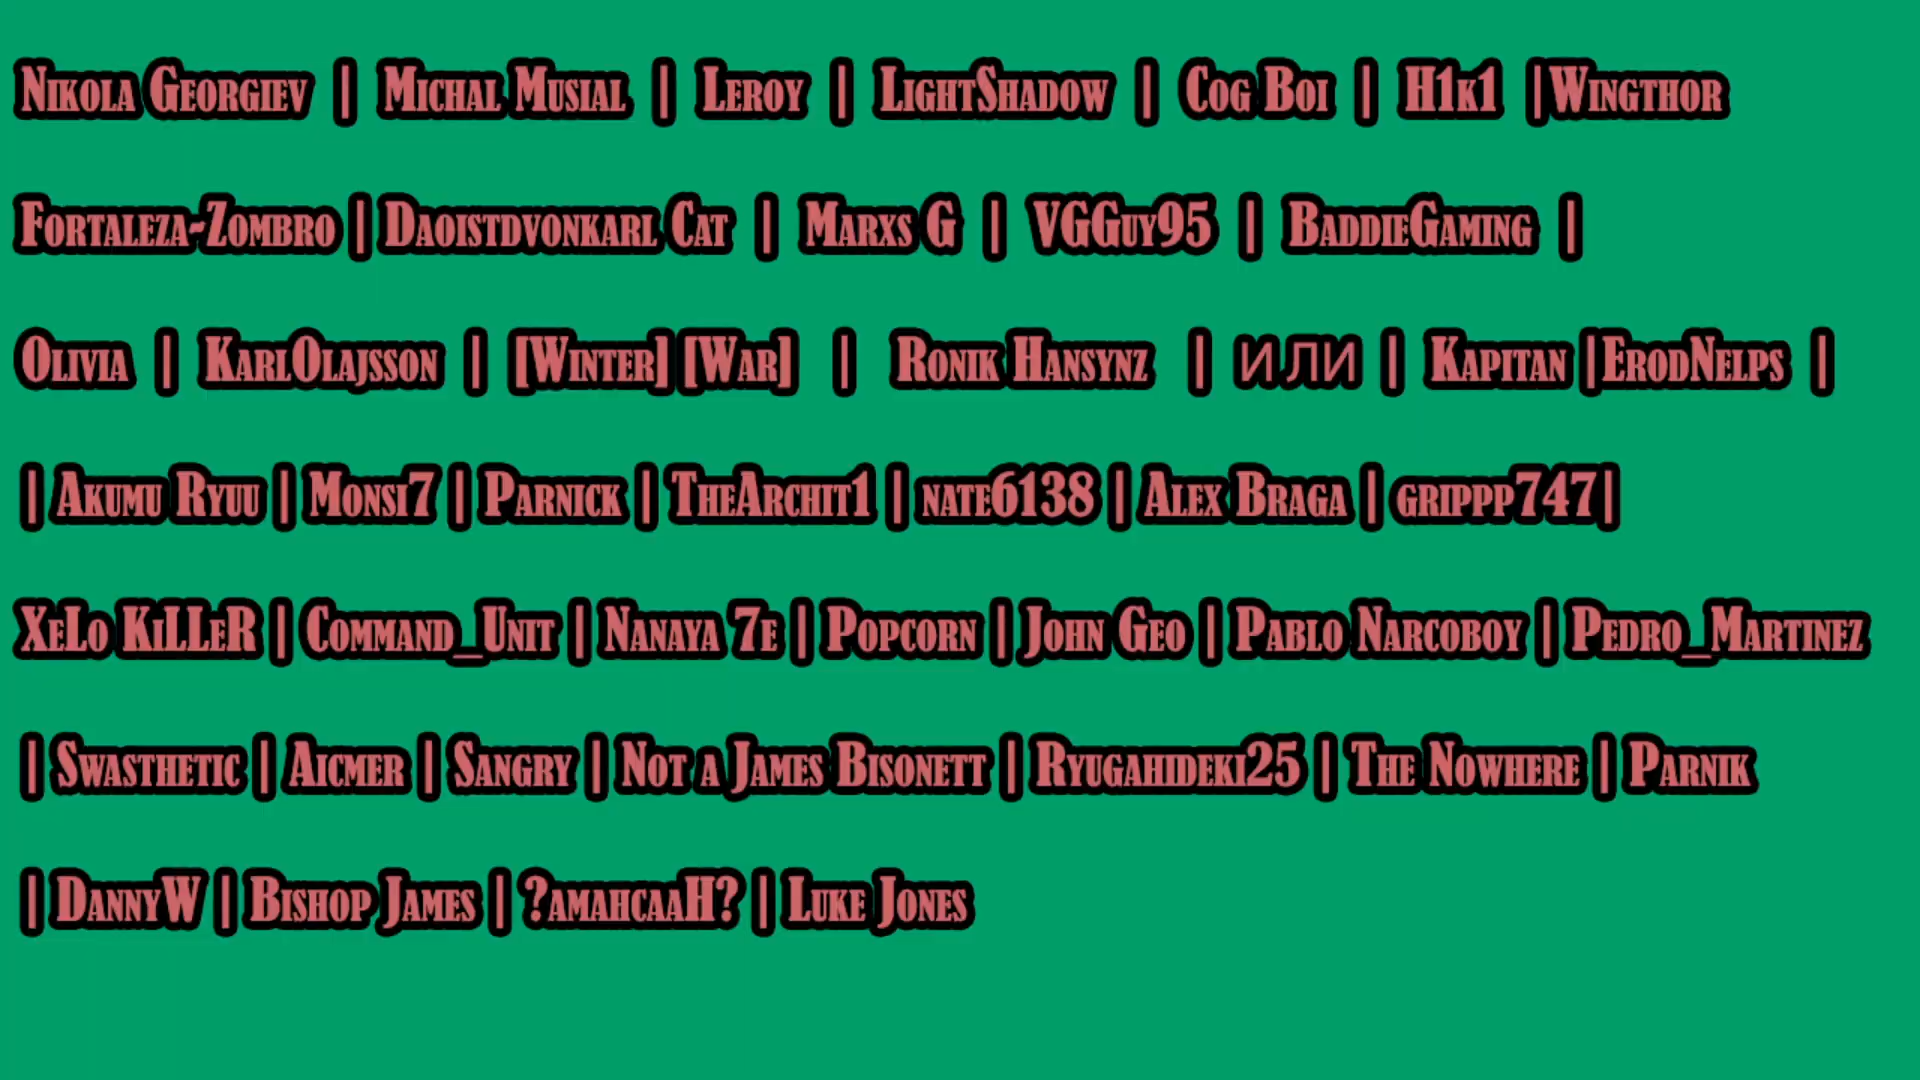 Nikola Georgiev | Michal Musial | Leroy | LightShadow | Cog Boi | H1k1 |Wingthor
Fortaleza-Zombro | Daoistdvonkarl Cat | Marxs G | VGGuy95 | BaddieGaming |
Olivia | KarlOlajsson | [Winter] [War] | Ronik Hansynz | или | Kapitan |ErodNelps |
| Akumu Ryuu | Monsi7 | Parnick | TheArchit1 | nate6138 | Alex Braga | grippp747|
XeLo KiLLeR | Command_Unit | Nanaya 7e | Popcorn | John Geo | Pablo Narcoboy | Pedro_Martinez
| Swasthetic | Aicmer | Sangry | Not a James Bisonett | Ryugahideki25 | The Nowhere | Parnik
| DannyW | Bishop James | ?amahcaaH? | Luke Jones